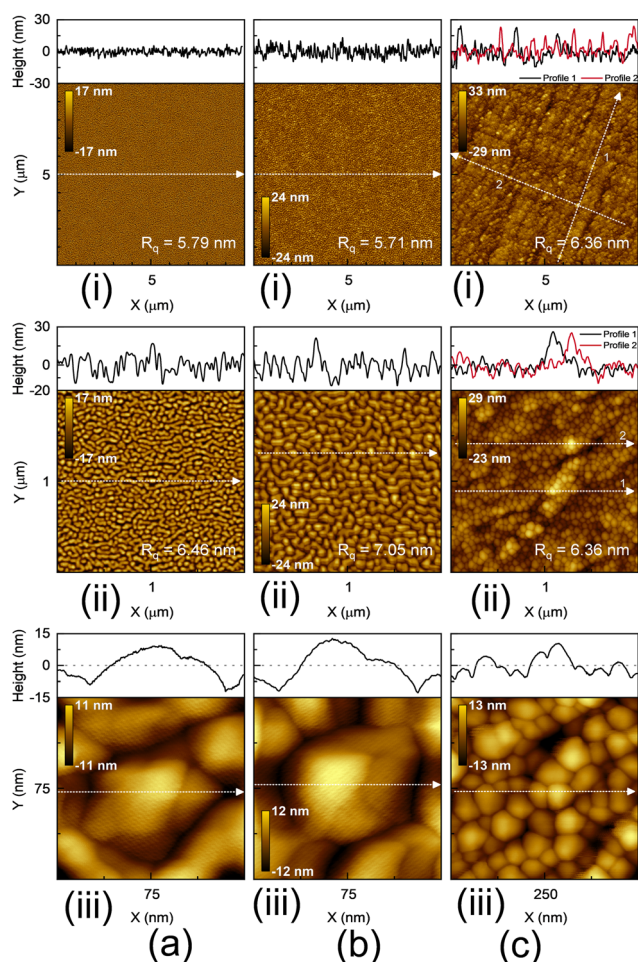 Height (nm)
30
0
-30
Profile 1 Profile 2
17 nm
-17 nm
Y (µm)
5
Rq = 5.79 nm
24 nm
-24 nm
Rq = 5.71 nm
33 nm
-29 nm
1
2
Rq = 6.36 nm
5 5 5
(i) (i) (i)
X (µm) X (µm) X (µm)
Height (nm)
30
0
-20
Profile 1
Profile 2
17 nm
-17 nm
Y (µm)
1
Rq = 6.46 nm
24 nm
-24 nm
Rq = 7.05 nm
29 nm
-23 nm
2
1
Rq = 6.36 nm
1 1 1
(ii) (ii) (ii)
X (µm) X (µm) X (µm)
Height (nm)
15
0
-15
11 nm
-11 nm
Y (nm)
75
12 nm
-12 nm
13 nm
-13 nm
75 75 250
(iii) (iii) (iii)
X (nm) X (nm) X (nm)
(a) (b) (c)